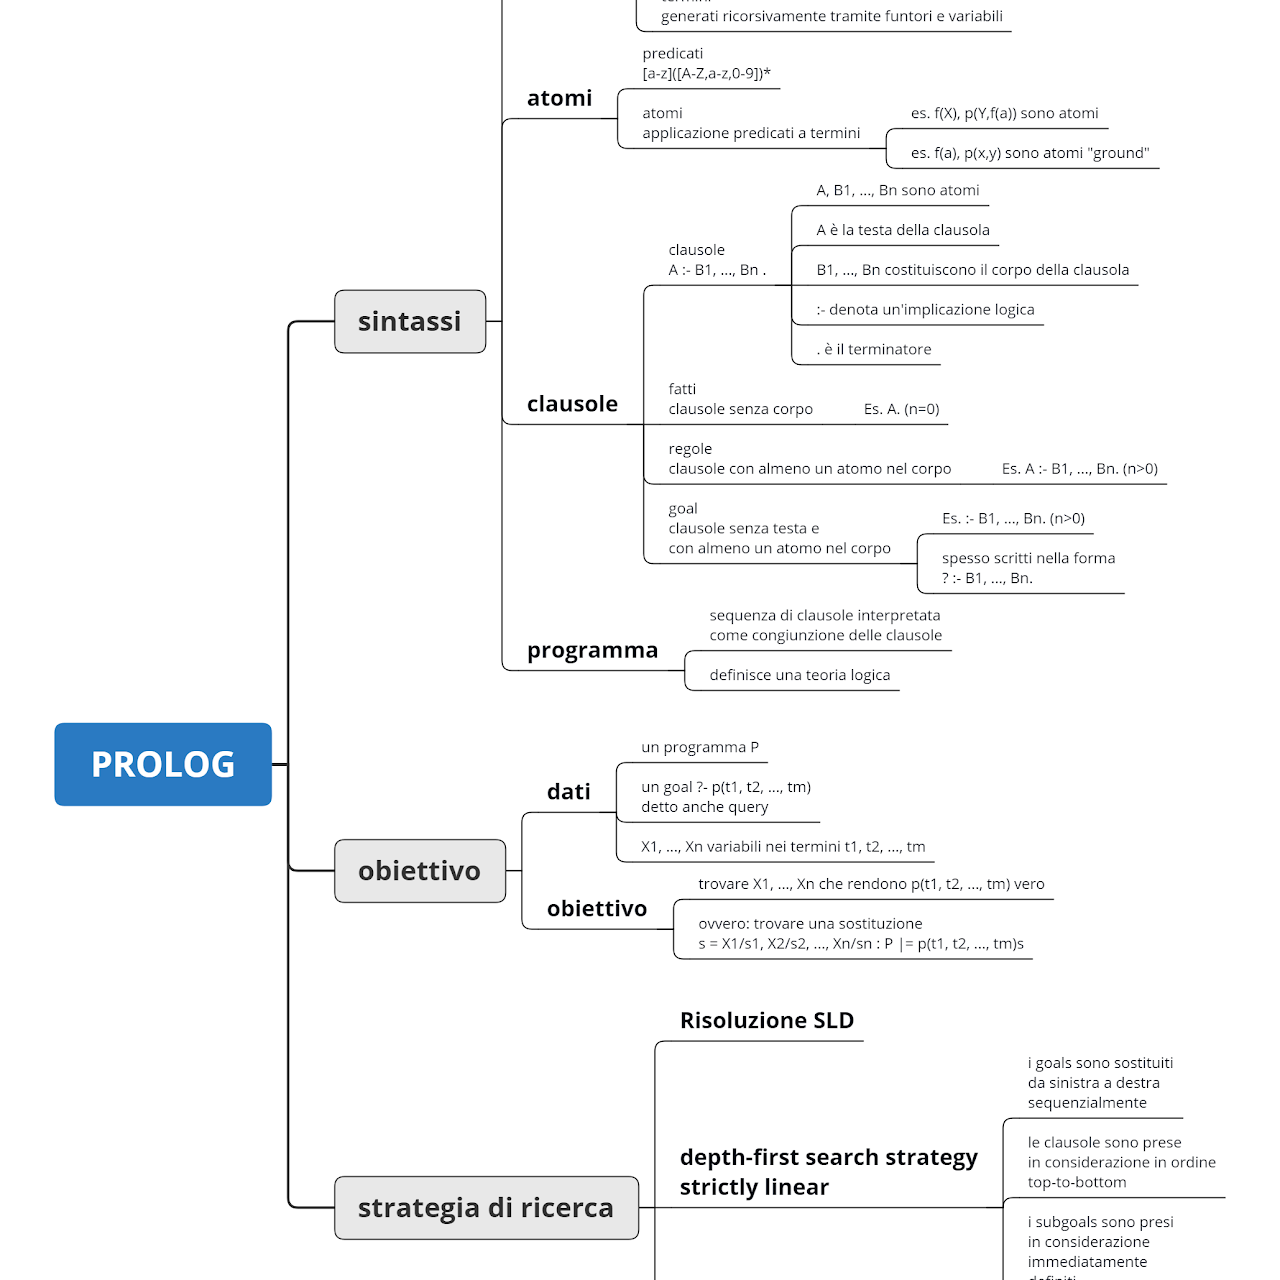 termini
generati ricorsivamente tramite funtori e variabili
predicati
[a-z]([A-Z,a-z,0-9])*
atomi
atomi
applicazione predicati a termini
es. f(X), p(Y,f(a)) sono atomi
es. f(a), p(x,y) sono atomi "ground"
sintassi
clausole
clausole
A :- B1, ..., Bn .
A, B1, ..., Bn sono atomi
A è la testa della clausola
B1, ..., Bn costituiscono il corpo della clausola
:- denota un'implicazione logica
. è il terminatore
fatti
clausole senza corpo
Es. A. (n=0)
regole
clausole con almeno un atomo nel corpo
Es. A :- B1, ..., Bn. (n>0)
goal
clausole senza testa e
con almeno un atomo nel corpo
Es. :- B1, ..., Bn. (n>0)
spesso scritti nella forma
? :- B1, ..., Bn.
programma
sequenza di clausole interpretata
come congiunzione delle clausole
definisce una teoria logica
PROLOG
obiettivo
dati
un programma P
un goal ?- p(t1, t2, ..., tm)
detto anche query
X1, ..., Xn variabili nei termini t1, t2, ..., tm
obiettivo
trovare X1, ..., Xn che rendono p(t1, t2, ..., tm) vero
ovvero: trovare una sostituzione
s = X1/s1, X2/s2, ..., Xn/sn : P |= p(t1, t2, ..., tm)s
strategia di ricerca
Risoluzione SLD
depth-first search strategy
strictly linear
i goals sono sostituiti
da sinistra a destra
sequenzialmente
le clausole sono prese
in considerazione in ordine
top-to-bottom
i subgoals sono presi
in considerazione
immediatamente
definiti